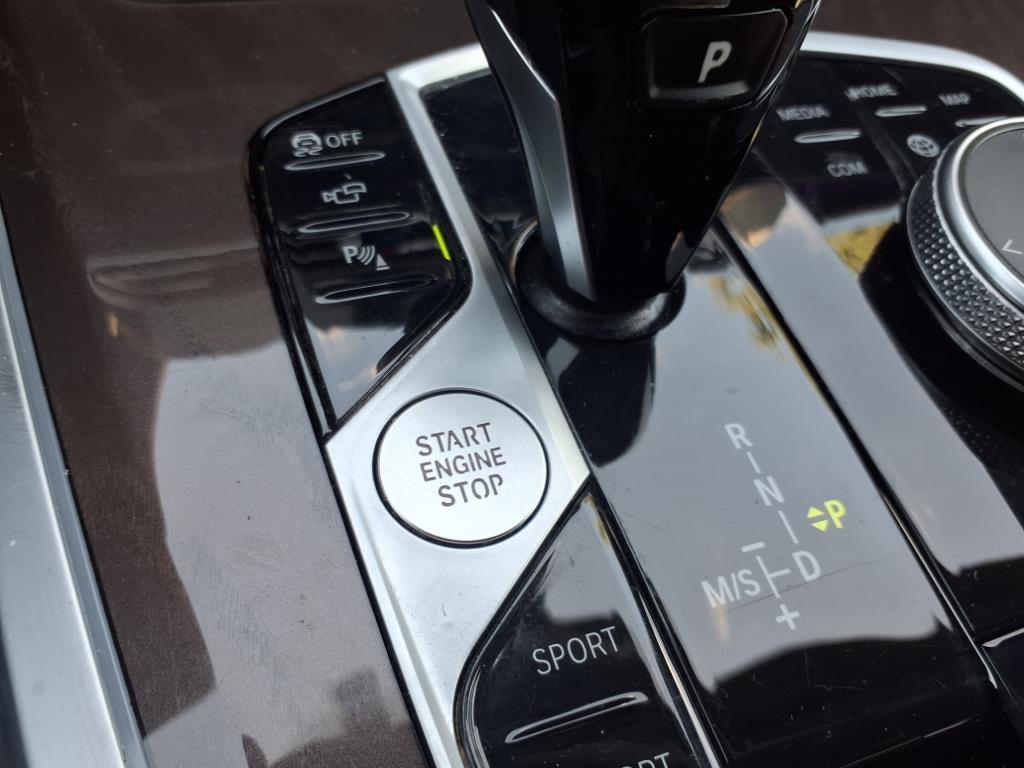 P
OFF
P
MEDIA
HOME
MAP
COM
START
ENGINE
STOP
R
N
P
D
M/S
+
SPORT